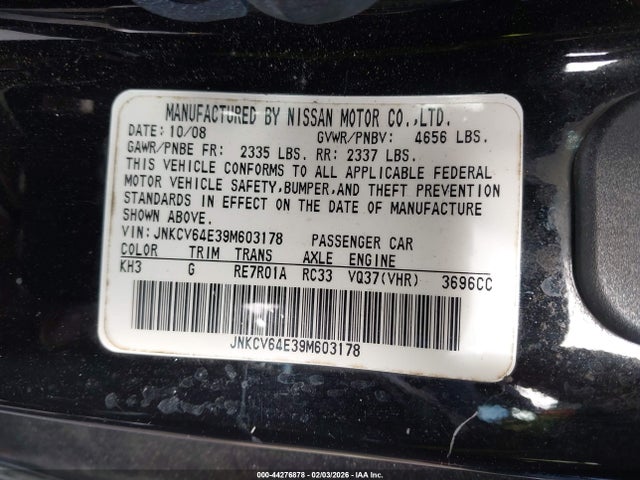 MANUFACTURED BY NISSAN MOTOR CO.,LTD.
DATE: 10/08 GVWR/PNBV: 4656 LBS.
GAWR/PNBE FR: 2335 LBS. RR: 2337 LBS.
THIS VEHICLE CONFORMS TO ALL APPLICABLE FEDERAL
MOTOR VEHICLE SAFETY,BUMPER,AND THEFT PREVENTION
STANDARDS IN EFFECT ON THE DATE OF MANUFACTURE
SHOWN ABOVE.
VIN: JNKCV64E39M603178 PASSENGER CAR
COLOR TRIM TRANS AXLE ENGINE
KH3 G RE7R01A RC33 VQ37(VHR) 3696CC
JNKCV64E39M603178
000-44276878 - 02/03/2026 - IAA Inc.